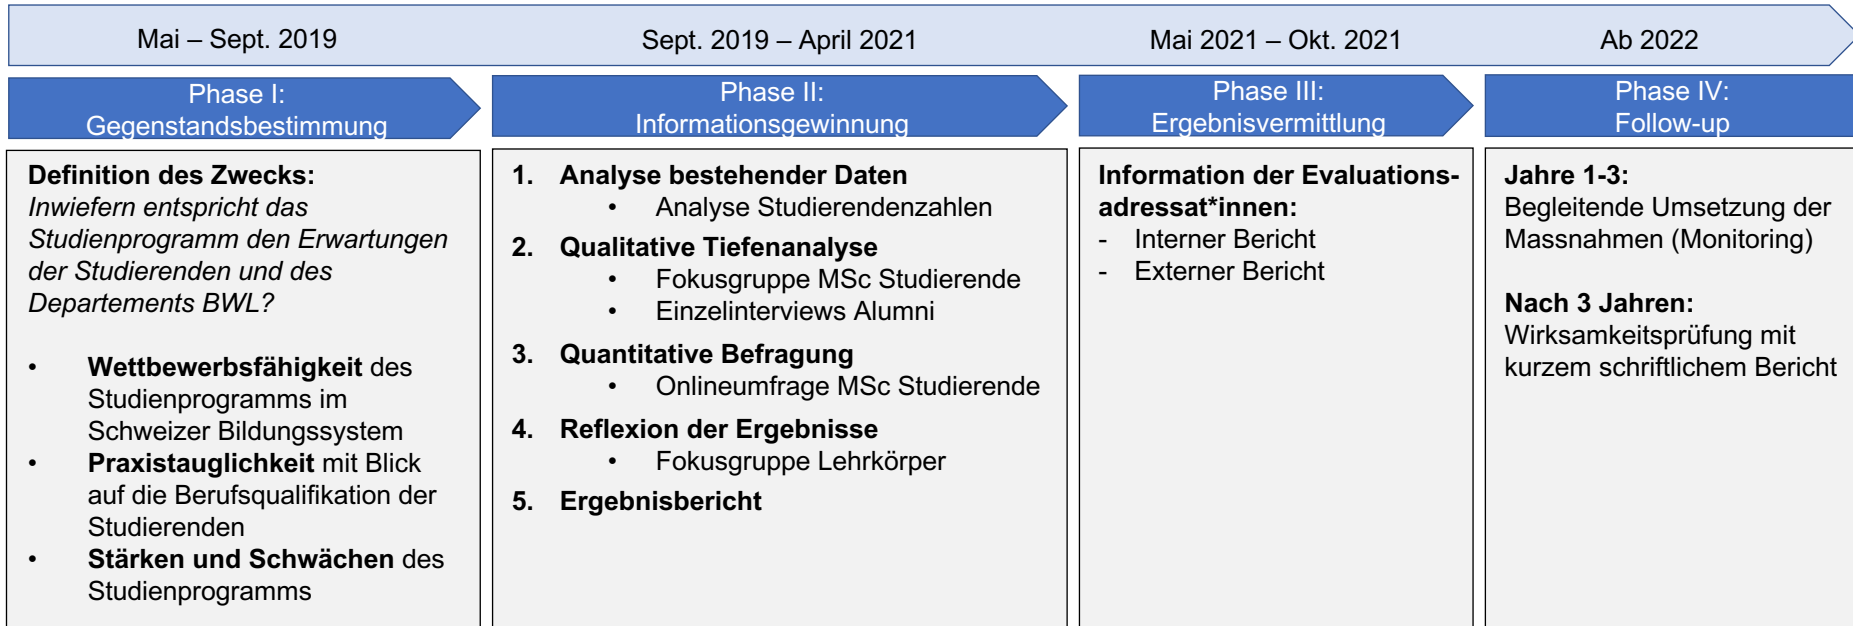 Mai – Sept. 2019
Sept. 2019 – April 2021
Mai 2021 – Okt. 2021
Ab 2022
Phase I:
Gegenstandsbestimmung
Phase II:
Informationsgewinnung
Phase III:
Ergebnisvermittlung
Phase IV:
Follow-up
Definition des Zwecks:
Inwiefern entspricht das
Studienprogramm den Erwartungen
der Studierenden und des
Departements BWL?
• Wettbewerbsfähigkeit des
Studienprogramms im
Schweizer Bildungssystem
• Praxistauglichkeit mit Blick
auf die Berufsqualifikation der
Studierenden
• Stärken und Schwächen des
Studienprogramms
1. Analyse bestehender Daten
• Analyse Studierendenzahlen
2. Qualitative Tiefenanalyse
• Fokusgruppe MSc Studierende
• Einzelinterviews Alumni
3. Quantitative Befragung
• Onlineumfrage MSc Studierende
4. Reflexion der Ergebnisse
• Fokusgruppe Lehrkörper
5. Ergebnisbericht
Information der Evaluations-
adressat*innen:
- Interner Bericht
- Externer Bericht
Jahre 1-3:
Begleitende Umsetzung der
Massnahmen (Monitoring)
Nach 3 Jahren:
Wirksamkeitsprüfung mit
kurzem schriftlichem Bericht